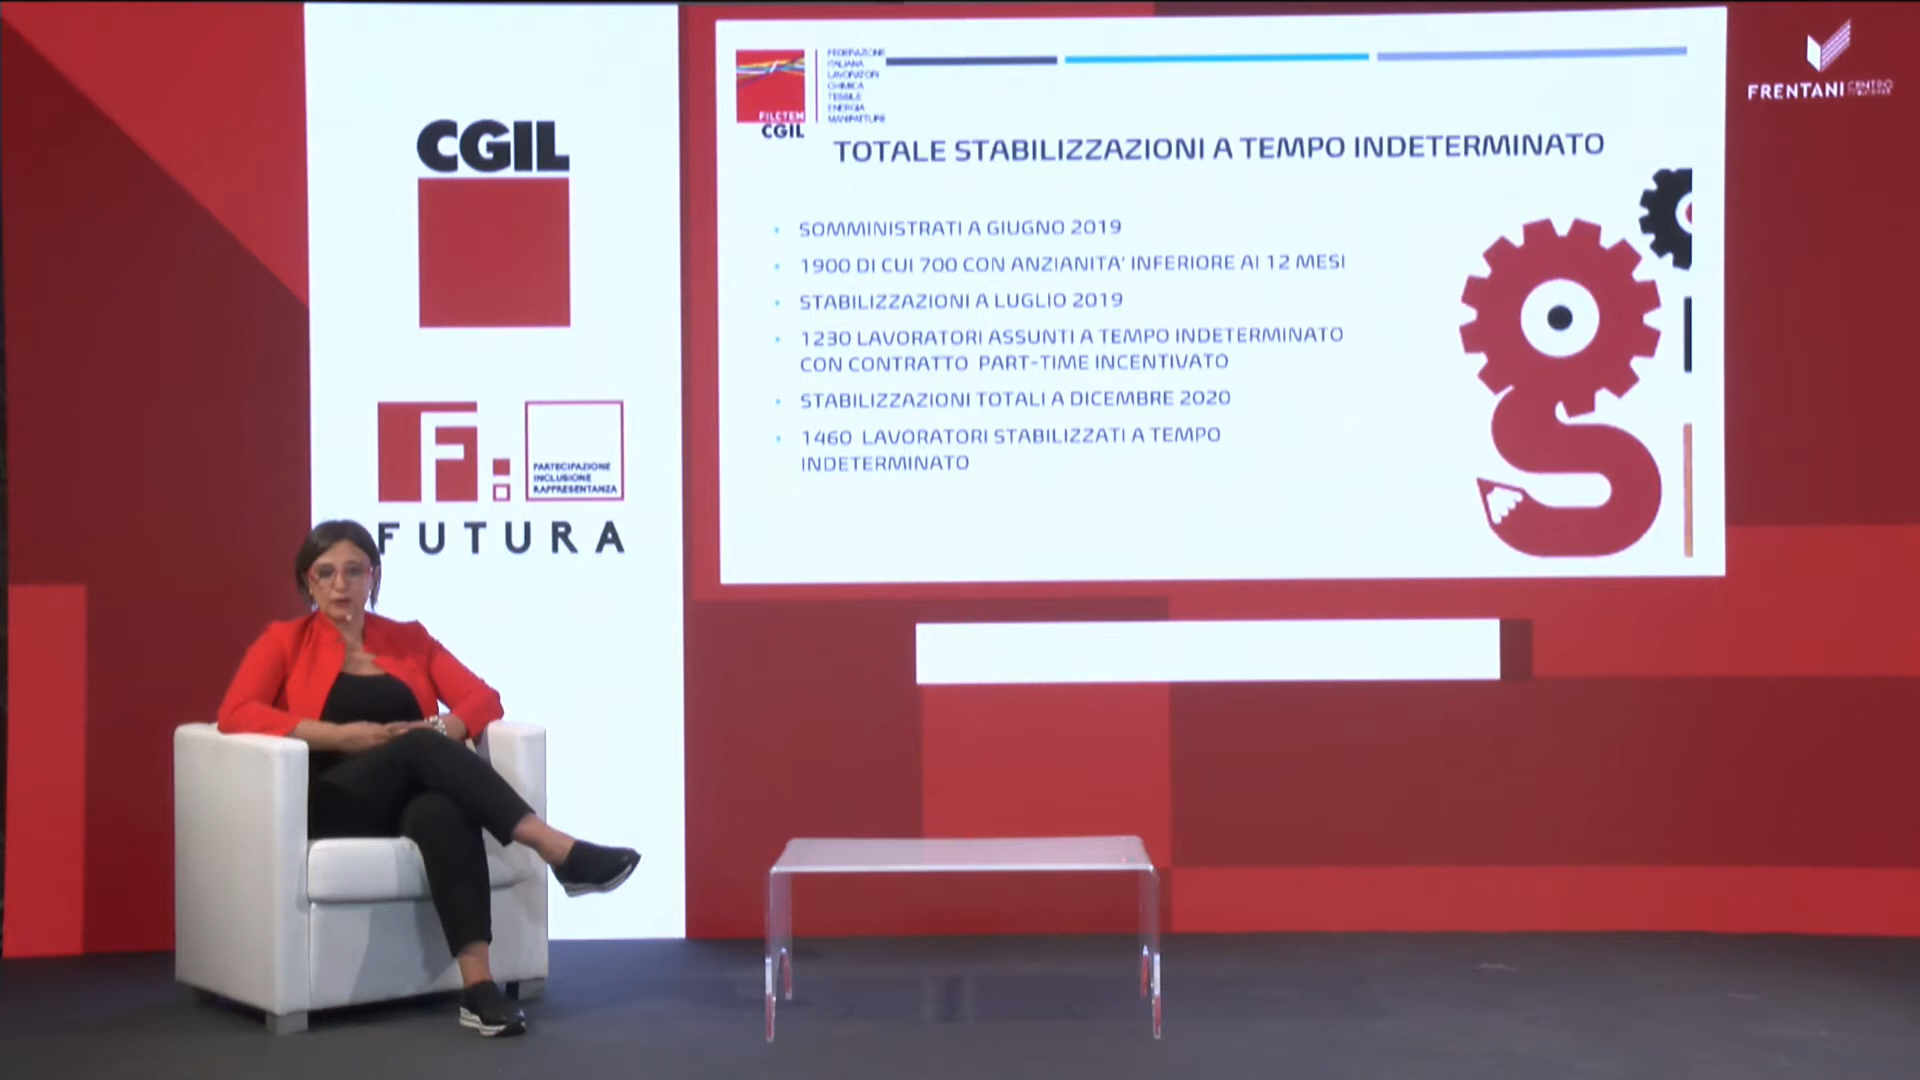 CGIL
PARTECIPAZIONE
INCLUSIONE
RAPPRESENTANZA
FUTURA
FILCTEM
CGIL
FEDERAZIONE
ITALIANA
LAVORATORI
CHIMICA
TESSILE
ENERGIA
MANIFATTURE
TOTALE STABILIZZAZIONI A TEMPO INDETERMINATO
• SOMMINISTRATI A GIUGNO 2019
• 1900 DI CUI 700 CON ANZIANITA' INFERIORE AI 12 MESI
• STABILIZZAZIONI A LUGLIO 2019
• 1230 LAVORATORI ASSUNTI A TEMPO INDETERMINATO
CON CONTRATTO PART-TIME INCENTIVATO
• STABILIZZAZIONI TOTALI A DICEMBRE 2020
• 1460 LAVORATORI STABILIZZATI A TEMPO
INDETERMINATO
FRENTANI CENTRO